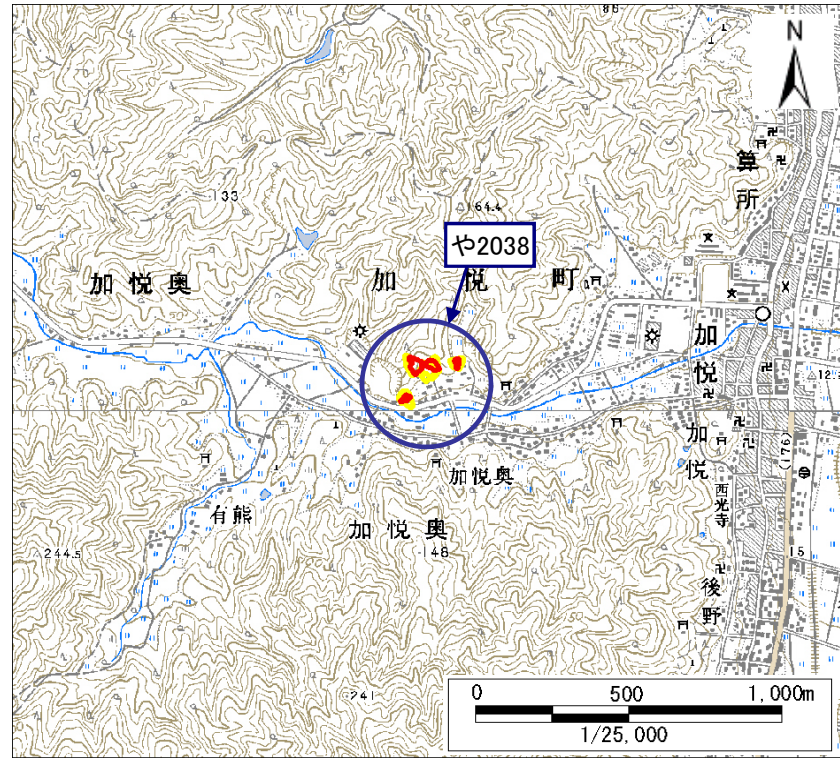 86
N
算所
133
164.4
や2038
加悦奥
加悦町
加悦
12
加悦
(176)
加悦奥
西光寺
有熊
加悦奥
244.5
148
15
後野
241
0 500 1,000m
1/25,000